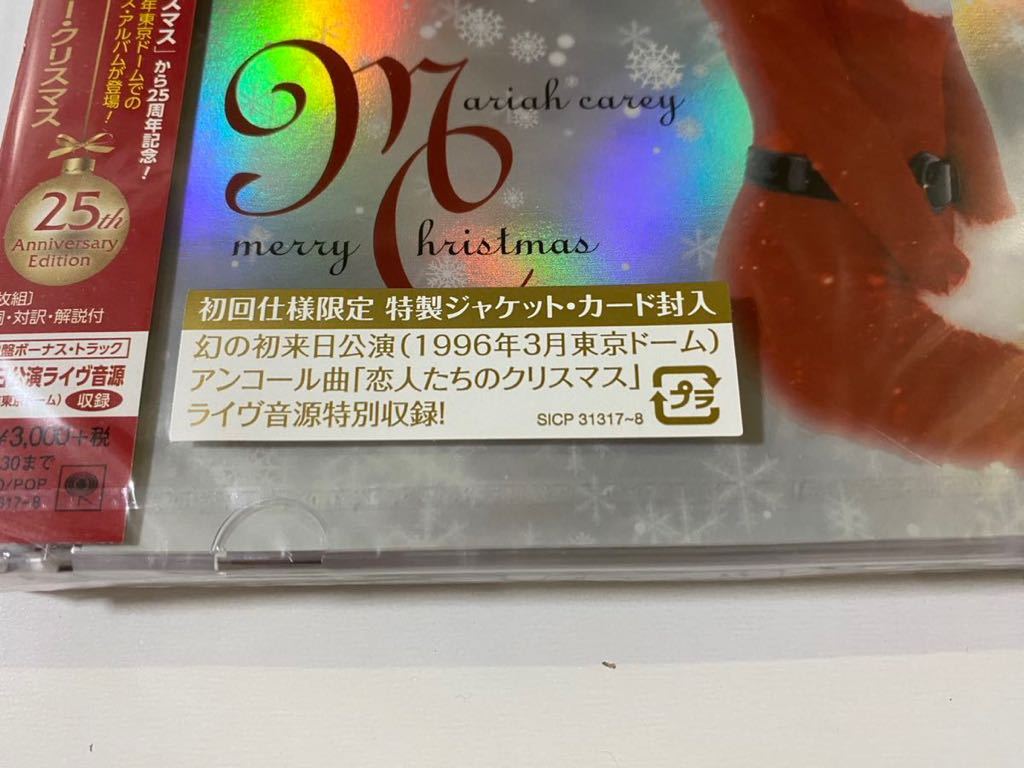 スマス」から25周年記念!
年東京ドームでの
ス・アルバムが登場!
ー・クリスマス
25th
Anniversary
Edition
枚組〕
・対訳・解説付
盤ボーナス・トラック
公演ライヴ音源
東京ドーム) 収録
¥3,000+税
30まで
/POP
317~8
Mariah carey
merry Christmas
初回仕様限定 特製ジャケット・カード封入
幻の初来日公演(1996年3月東京ドーム)
アンコール曲「恋人たちのクリスマス」
ライヴ音源特別収録!
プラ
SICP 31317~8